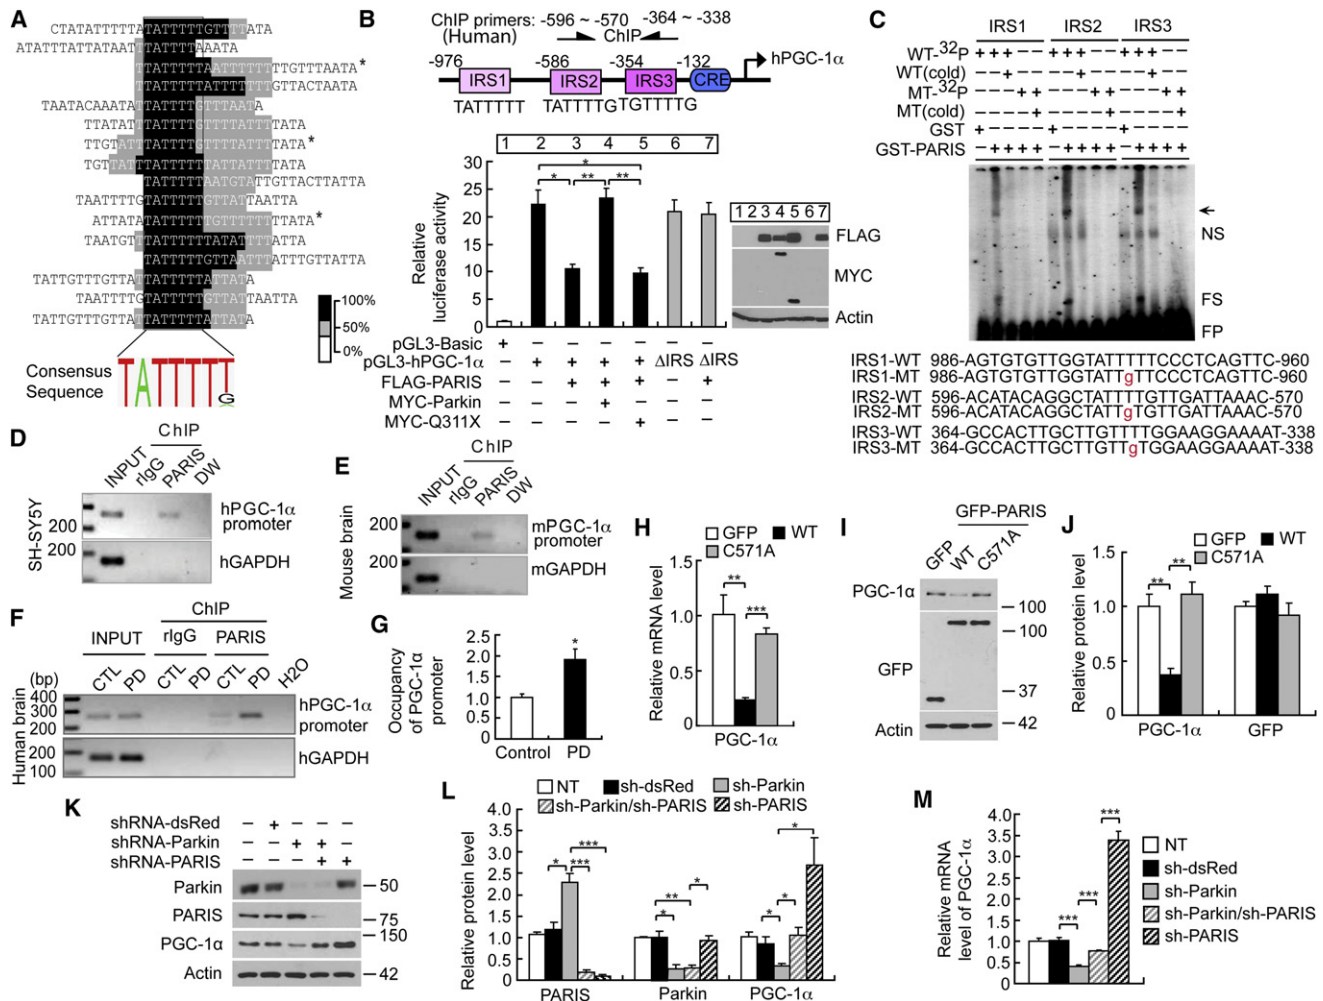 A
CTATATTTTTATATTTTTGTTTTATA
ATATTTATTATAATTATTTTTAAATA
TATTTTTAATTTTTTTTGTTTAATA*
TATTTTTATTTTTTTGTTACTAATA
TAATACAAATATATTTTTGTTTAATA
TTATATTATTTTTGTTTTATTTTATA
TTGTATTATTTTTGTTTTATTTATA*
TGTTATTTATTTTTTATTTTAATA
TATTTTTAATGTATTGTTACTTATTA
TAATTTTGTATTTTTGTTATTAATTA
ATTATATATTTTTTGTTTTTTTATA*
TAATGTTTATTTTTTATATTTTATTA
TATTTTTGTTAATTTATTTGTTATTA
TATTGTTTGTTATATTTTTATTATA
TAATTTTGTATTTTTGTTATTAATTA
TATTGTTTGTTATTATTTTTATTATA
100%
50%
0%
Consensus
Sequence
TATTTTT
G
B
ChIP primers:
(Human)
-596 ~ -570
-364 ~ -338
ChIP
-976 -586 -354 -132
hPGC-1α
IRS1 IRS2 IRS3 CRE
TATTTTT TATTTTG TGTTTTG
1 2 3 4 5 6 7
Relative
luciferase activity
30
25
20
15
10
5
0
* * ** **
pGL3-Basic + − − − − − −
pGL3-hPGC-1α − + + + + ΔIRS ΔIRS
FLAG-PARIS − − + + + − +
MYC-Parkin − − − + − − −
MYC-Q311X − − − − + − −
1 2 3 4 5 6 7
FLAG
MYC
Actin
C
IRS1 IRS2 IRS3
WT-32P +++−− +++−− +++−−
WT(cold) −−+−− −−+−− −−+−−
MT-32P −−−++ −−−++ −−−++
MT(cold) −−−−+ −−−−+ −−−−+
GST +−−−− +−−−− +−−−−
GST-PARIS −++++ −++++ −++++
NS
FS
FP
IRS1-WT 986-AGTGTGTTGGTATTTTTCCCTCAGTTC-960
IRS1-MT 986-AGTGTGTTGGTATTgTTCCCTCAGTTC-960
IRS2-WT 596-ACATACAGGCTATTTTGTTGATTAAAC-570
IRS2-MT 596-ACATACAGGCTATTgTGTTGATTAAAC-570
IRS3-WT 364-GCCACTTGCTTGTTTTGGAAGGAAAAT-338
IRS3-MT 364-GCCACTTGCTTGTTgTGGAAGGAAAAT-338
D
ChIP
INPUT rIgG PARIS DW
SH-SY5Y
200
hPGC-1α
promoter
200
hGAPDH
E
ChIP
INPUT rIgG PARIS DW
Mouse brain
200
mPGC-1α
promoter
200
mGAPDH
F
ChIP
INPUT rIgG PARIS
(bp) CTL PD CTL PD CTL PD H2O
Human brain
400
300
200
hPGC-1α
promoter
200
100
hGAPDH
G
Occupancy
of PGC-1α
promoter
2.5
2.0
1.5
1.0
0.5
0
*
Control PD
H
GFP WT
C571A
Relative mRNA level
1.5
1.0
0.5
0
** ***
PGC-1α
I
GFP-PARIS
GFP WT C571A
PGC-1α
100
100
GFP
37
Actin
42
J
GFP WT
C571A
Relative protein level
1.5
1.0
0.5
0
** **
PGC-1α GFP
K
shRNA-dsRed − + − − −
shRNA-Parkin − − + + −
shRNA-PARIS − − − + +
Parkin 50
PARIS 75
PGC-1α 150
Actin 42
L
NT sh-dsRed sh-Parkin
sh-Parkin/sh-PARIS sh-PARIS
Relative protein level
4.0
3.5
3.0
2.5
2.0
1.5
1.0
0.5
0
* *** *** ** * * * * *
PARIS Parkin PGC-1α
M
Relative mRNA
level of PGC-1α
4.0
3.5
3.0
2.5
2.0
1.5
1.0
0.5
0
*** *** ***
NT
sh-dsRed
sh-Parkin
sh-Parkin/sh-PARIS
sh-PARIS